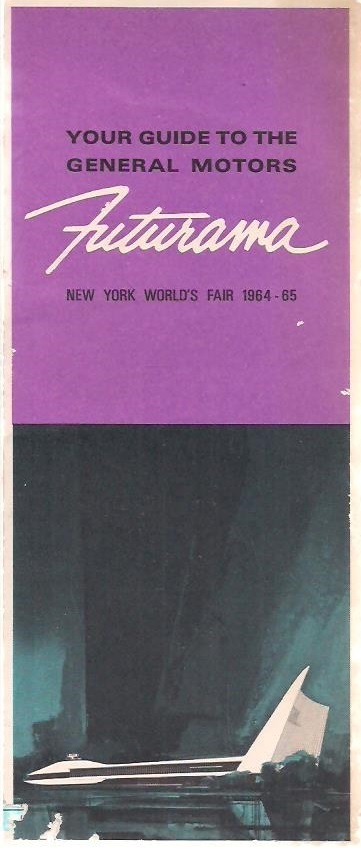 YOUR GUIDE TO THE
GENERAL MOTORS
Futurama
NEW YORK WORLD'S FAIR 1964-65